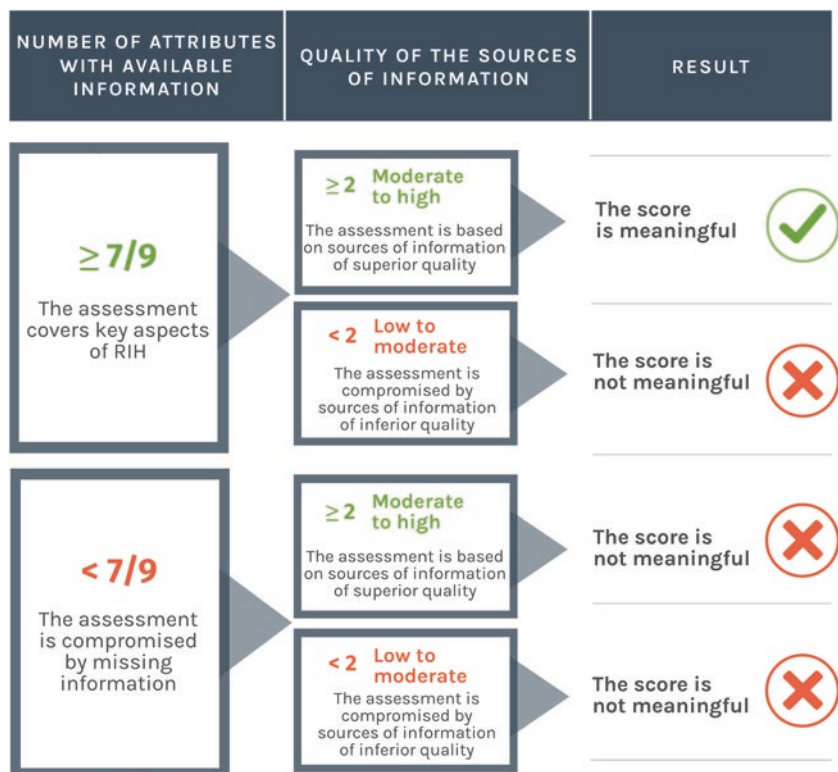 NUMBER OF ATTRIBUTES
WITH AVAILABLE
INFORMATION
QUALITY OF THE SOURCES
OF INFORMATION
RESULT
≥ 7/9
The assessment
covers key aspects
of RIH
≥ 2 Moderate
to high
The assessment is based
on sources of information
of superior quality
The score
is meaningful
< 2 Low to
moderate
The assessment is
compromised by
sources of information
of inferior quality
The score is
not meaningful
< 7/9
The assessment
is compromised
by missing
information
≥ 2 Moderate
to high
The assessment is based
on sources of information
of superior quality
The score is
not meaningful
< 2 Low to
moderate
The assessment is
compromised by
sources of information
of inferior quality
The score is
not meaningful